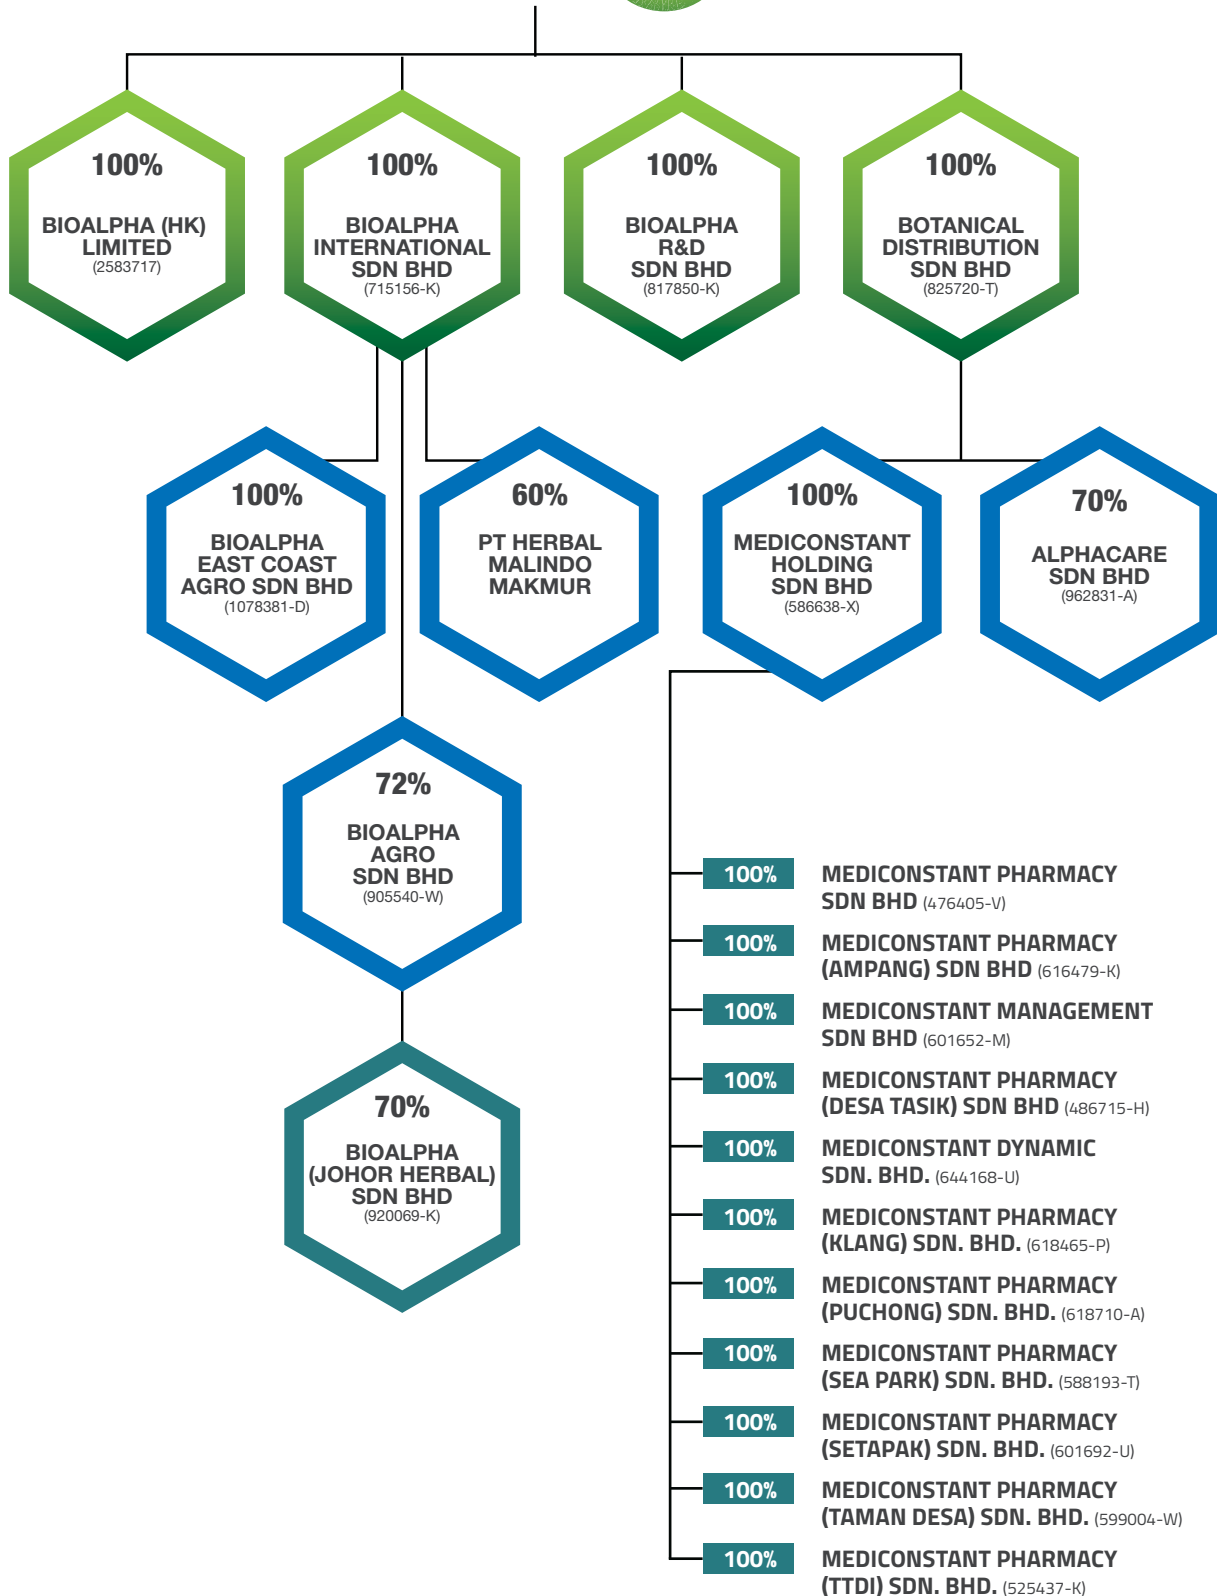 100%
BIOALPHA (HK)
LIMITED
(2583717)
100%
BIOALPHA
INTERNATIONAL
SDN BHD
(715156-K)
100%
BIOALPHA
R&D
SDN BHD
(817850-K)
100%
BOTANICAL
DISTRIBUTION
SDN BHD
(825720-T)
100%
BIOALPHA
EAST COAST
AGRO SDN BHD
(1078381-D)
60%
PT HERBAL
MALINDO
MAKMUR
100%
MEDICONSTANT
HOLDING
SDN BHD
(586638-X)
70%
ALPHACARE
SDN BHD
(962831-A)
72%
BIOALPHA
AGRO
SDN BHD
(905540-W)
70%
BIOALPHA
(JOHOR HERBAL)
SDN BHD
(920069-K)
100% MEDICONSTANT PHARMACY
SDN BHD (476405-V)
100% MEDICONSTANT PHARMACY
(AMPANG) SDN BHD (616479-K)
100% MEDICONSTANT MANAGEMENT
SDN BHD (601652-M)
100% MEDICONSTANT PHARMACY
(DESA TASIK) SDN BHD (486715-H)
100% MEDICONSTANT DYNAMIC
SDN. BHD. (644168-U)
100% MEDICONSTANT PHARMACY
(KLANG) SDN. BHD. (618465-P)
100% MEDICONSTANT PHARMACY
(PUCHONG) SDN. BHD. (618710-A)
100% MEDICONSTANT PHARMACY
(SEA PARK) SDN. BHD. (588193-T)
100% MEDICONSTANT PHARMACY
(SETAPAK) SDN. BHD. (601692-U)
100% MEDICONSTANT PHARMACY
(TAMAN DESA) SDN. BHD. (599004-W)
100% MEDICONSTANT PHARMACY
(TTDI) SDN. BHD. (525437-K)